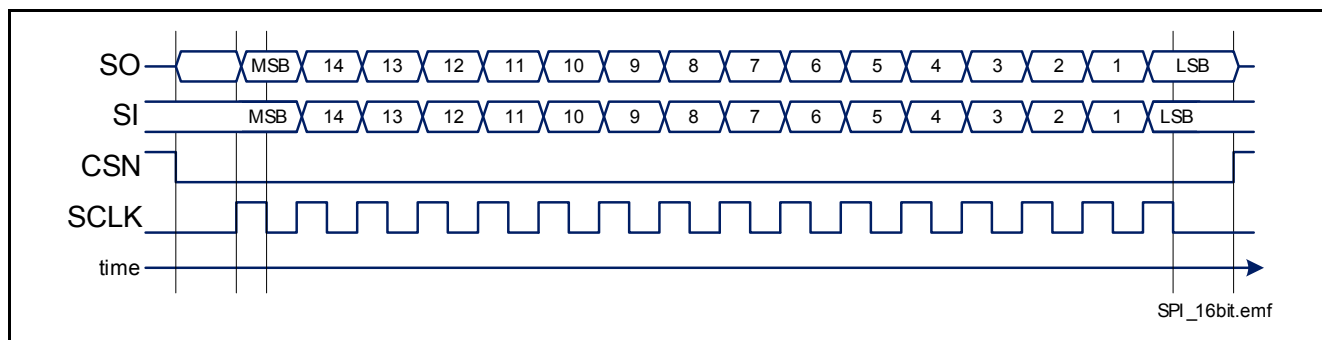 SO MSB 14 13 12 11 10 9 8 7 6 5 4 3 2 1 LSB
SI MSB 14 13 12 11 10 9 8 7 6 5 4 3 2 1 LSB
CSN
SCLK
time
SPI_16bit.emf